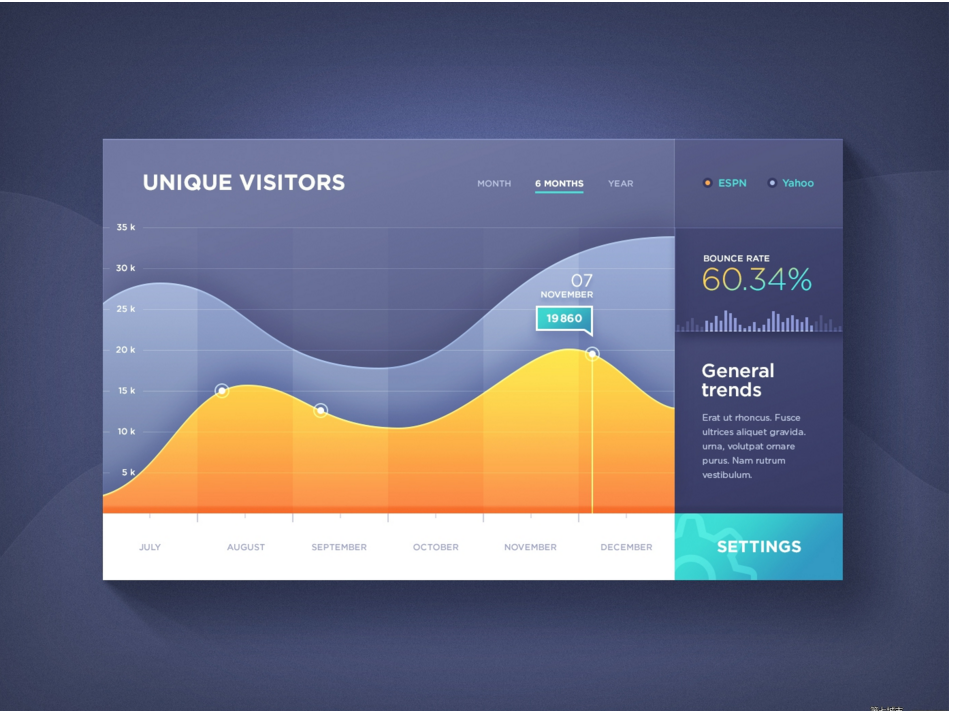 UNIQUE VISITORS
MONTH 6 MONTHS YEAR
ESPN Yahoo
35 k
30 k
25 k
20 k
15 k
10 k
5 k
07
NOVEMBER
19 860
BOUNCE RATE
60.34%
General
trends
Erat ut rhoncus. Fusce
ultrices aliquet gravida.
urna, volutpat ornare
purus. Nam rutrum
vestibulum.
JULY AUGUST SEPTEMBER OCTOBER NOVEMBER DECEMBER
SETTINGS